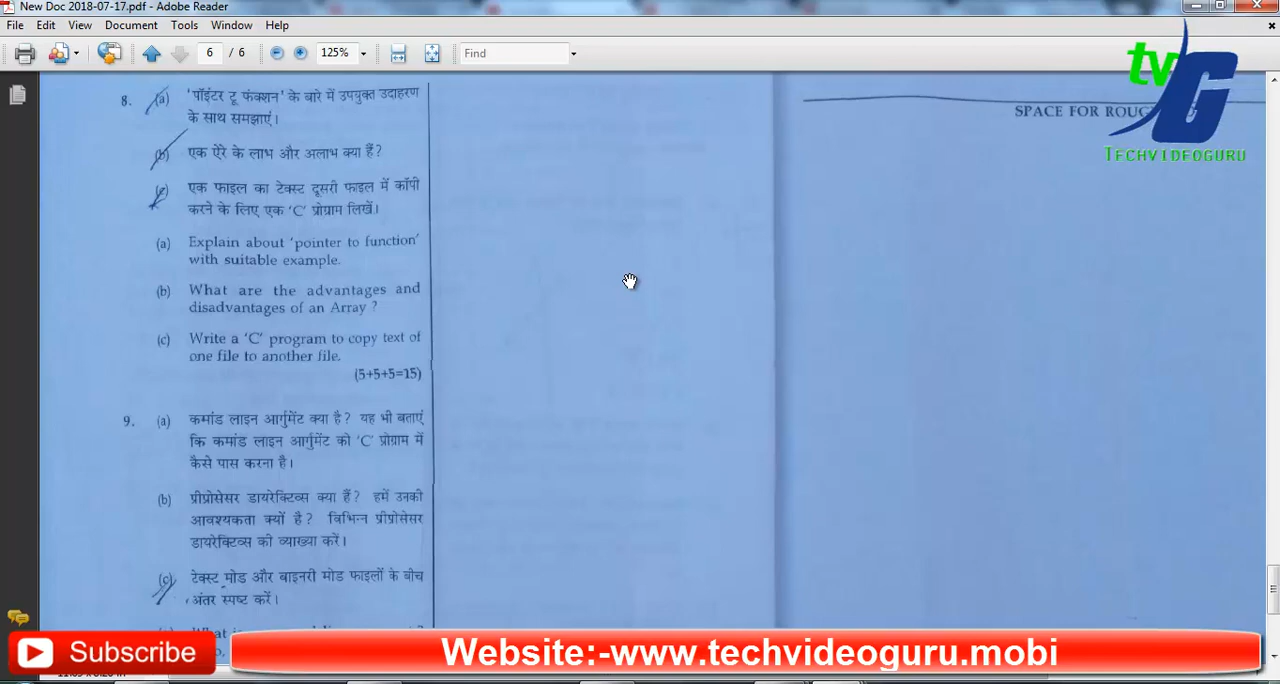 New Doc 2018-07-17.pdf - Adobe Reader
File Edit View Document Tools Window Help
6 / 6 125% Find
tv
G
TECHVIDEOGURU
SPACE FOR ROUG
8. (a) 'पॉइंटर टू फंक्शन' के बारे में उपयुक्त उदाहरण
के साथ समझाएं।
(b) एक ऐरे के लाभ और अलाभ क्या हैं?
एक फाइल का टेक्स्ट दूसरी फाइल में कॉपी
करने के लिए एक 'C' प्रोग्राम लिखें।
(a) Explain about 'pointer to function'
with suitable example.
(b) What are the advantages and
disadvantages of an Array ?
(c) Write a 'C' program to copy text of
one file to another file.
(5+5+5=15)
9. (a) कमांड लाइन आर्गुमेंट क्या है? यह भी बताएं
कि कमांड लाइन आर्गुमेंट को 'C' प्रोग्राम में
कैसे पास करना है।
(b) प्रीप्रोसेसर डायरेक्टिव्स क्या हैं? हमें उनकी
आवश्यकता क्यों है? विभिन्न प्रीप्रोसेसर
डायरेक्टिव्स की व्याख्या करें।
(c) टेक्स्ट मोड और बाइनरी मोड फाइलों के बीच
अंतर स्पष्ट करें।
Subscribe
Website:-www.techvideoguru.mobi